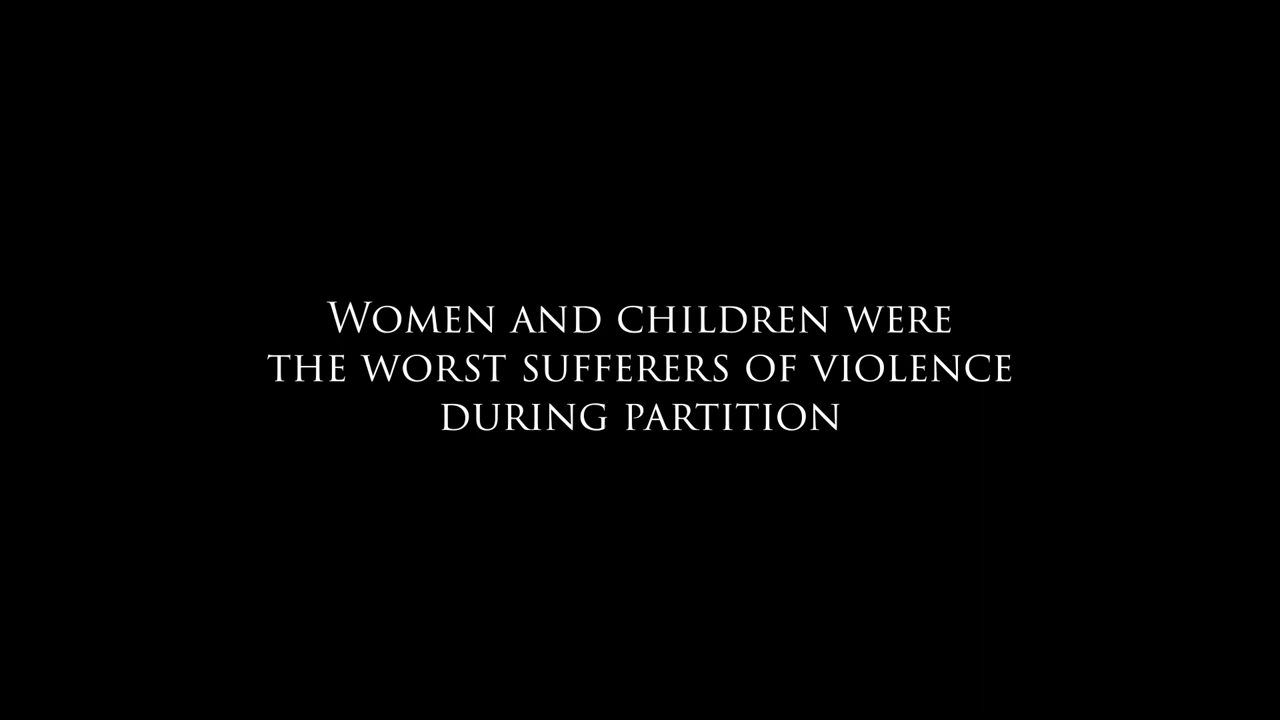 Women and children were
the worst sufferers of violence
during partition